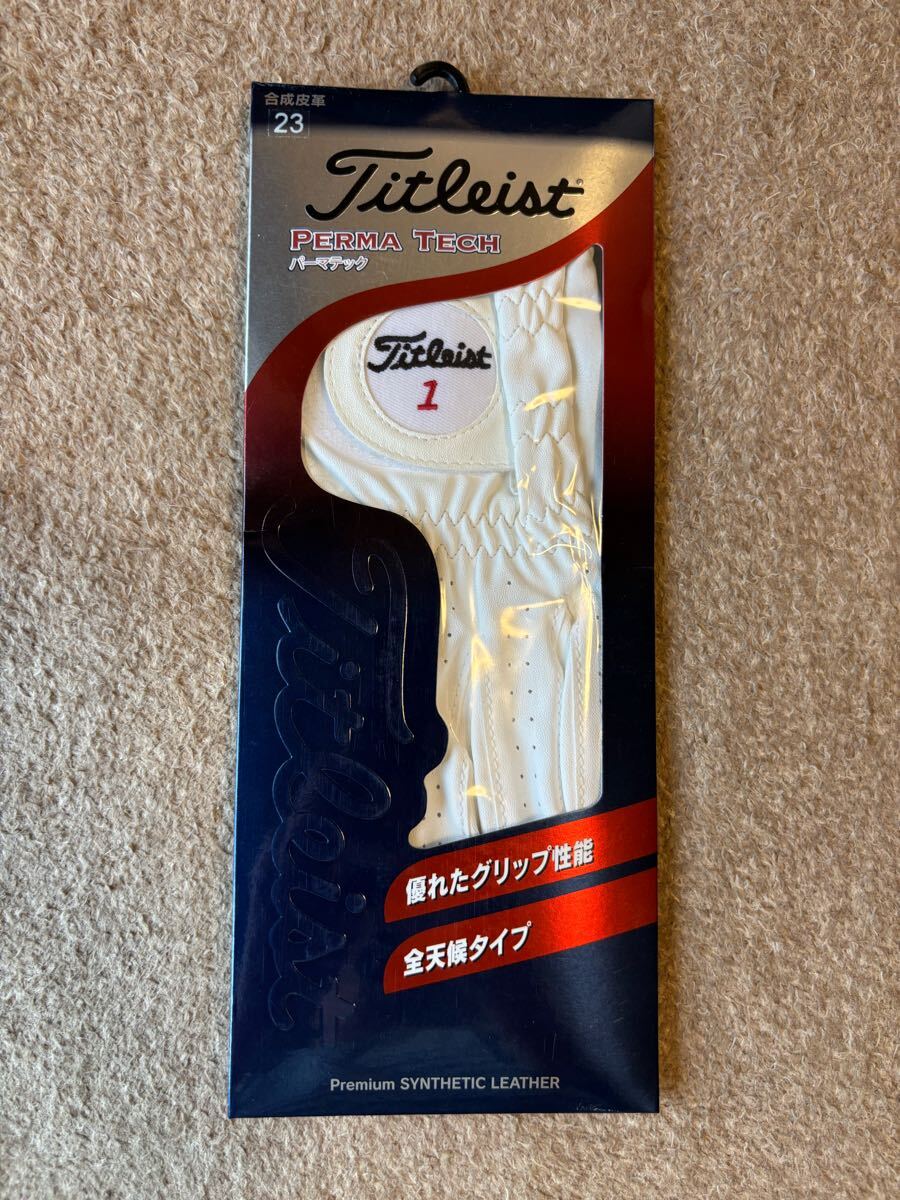 合成皮革
23
Titleist
PERMA TECH
パーマテック
Titleist
1
Titleist
優れたグリップ性能
全天候タイプ
Premium SYNTHETIC LEATHER